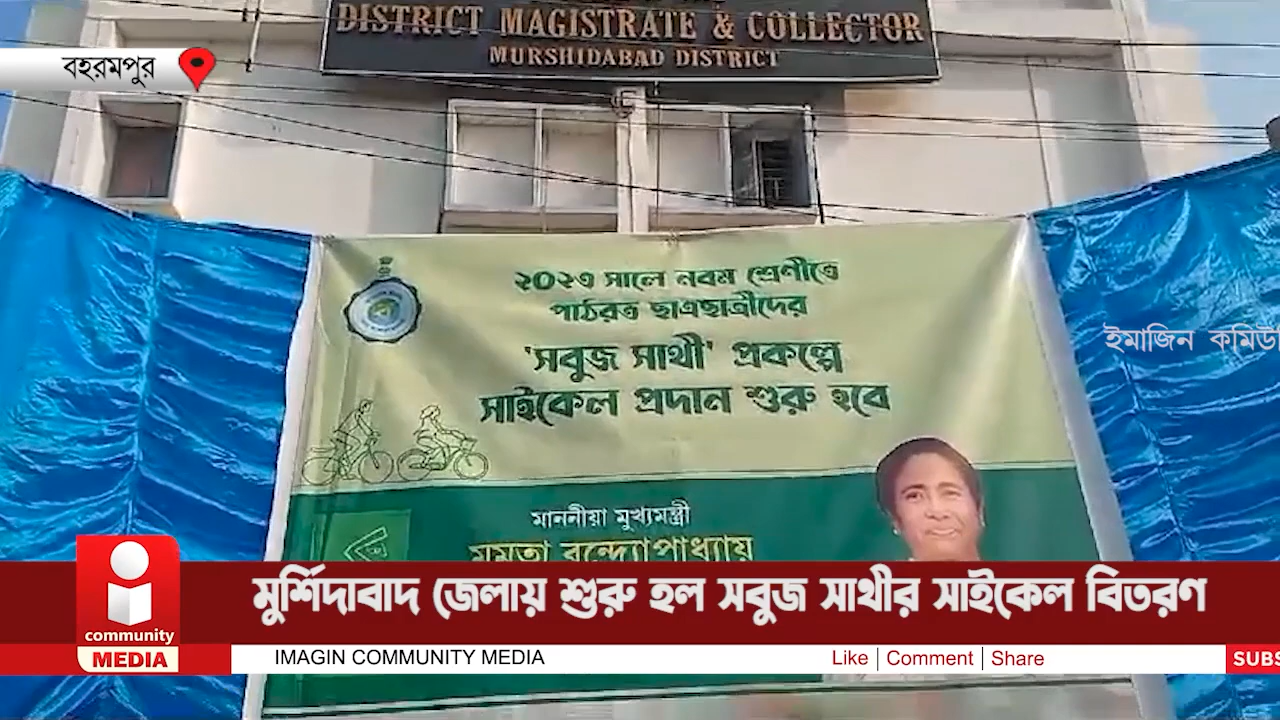 DISTRICT MAGISTRATE & COLLECTOR
MURSHIDABAD DISTRICT
বহরমপুর
২০২৩ সালে নবম শ্রেণীতে
পাঠরত ছাত্রছাত্রীদের
'সবুজ সাথী' প্রকল্পে
সাইকেল প্রদান শুরু হবে
ইমাজিন কমিউ
মাননীয়া মুখ্যমন্ত্রী
মমতা বন্দ্যোপাধ্যায়
মুর্শিদাবাদ জেলায় শুরু হল সবুজ সাথীর সাইকেল বিতরণ
community
MEDIA
IMAGIN COMMUNITY MEDIA
Like | Comment | Share
SUBS